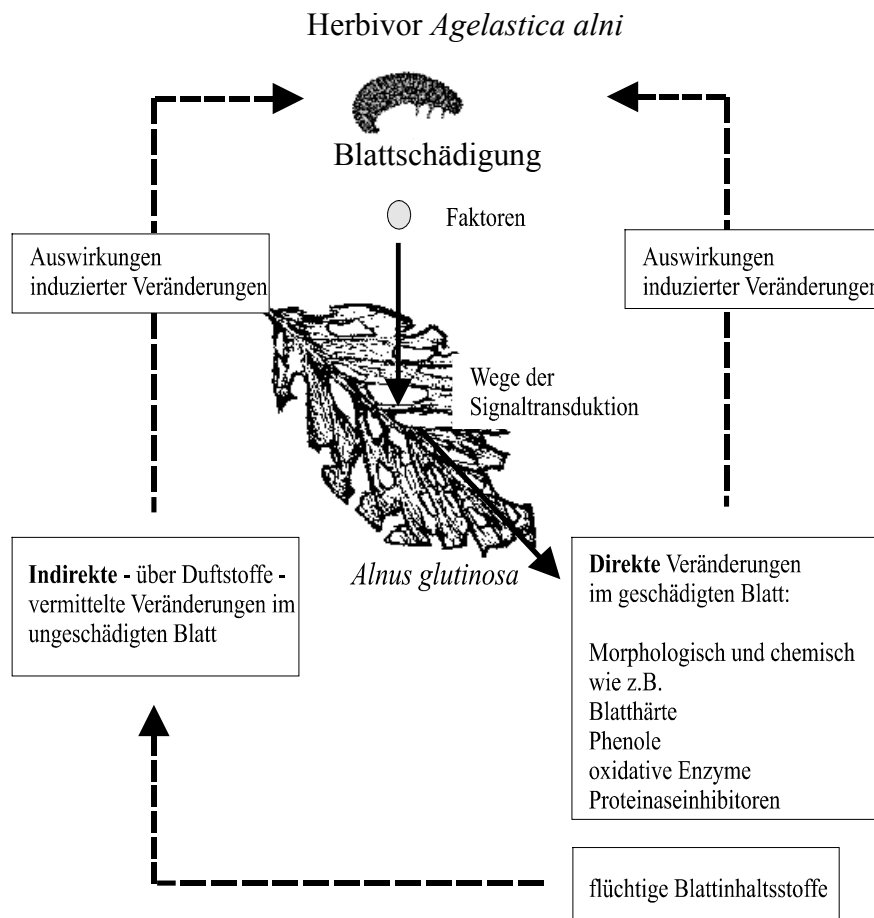 Herbivor Agelastica alni
Blattschädigung
Faktoren
Auswirkungen
induzierter Veränderungen
Auswirkungen
induzierter Veränderungen
Wege der
Signaltransduktion
Alnus glutinosa
Indirekte - über Duftstoffe -
vermittelte Veränderungen im
ungeschädigten Blatt
Direkte Veränderungen
im geschädigten Blatt:
Morphologisch und chemisch
wie z.B.
Blatthärte
Phenole
oxidative Enzyme
Proteinaseinhibitoren
flüchtige Blattinhaltsstoffe